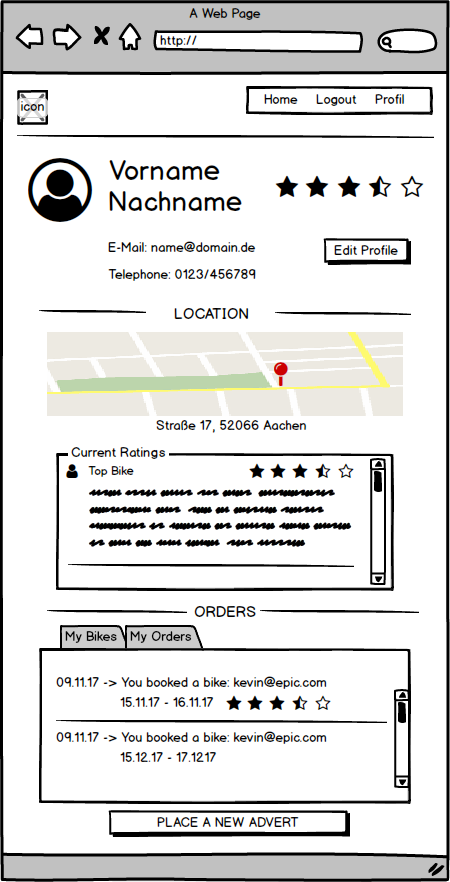 A Web Page
http://
icon
Home Logout Profil
Vorname
Nachname
E-Mail: name@domain.de
Edit Profile
Telephone: 0123/456789
LOCATION
Straße 17, 52066 Aachen
Current Ratings
Top Bike
ORDERS
My Bikes My Orders
09.11.17 -> You booked a bike: kevin@epic.com
15.11.17 - 16.11.17
09.11.17 -> You booked a bike: kevin@epic.com
15.12.17 - 17.1217
PLACE A NEW ADVERT